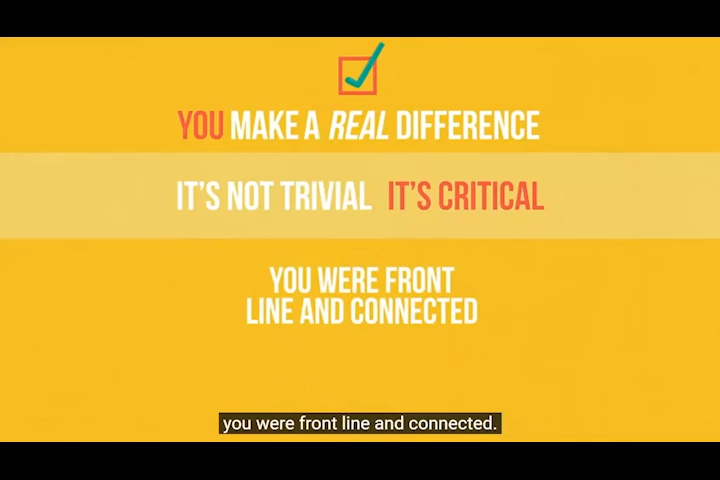 YOU MAKE A REAL DIFFERENCE
IT'S NOT TRIVIAL IT'S CRITICAL
YOU WERE FRONT
LINE AND CONNECTED
you were front line and connected.